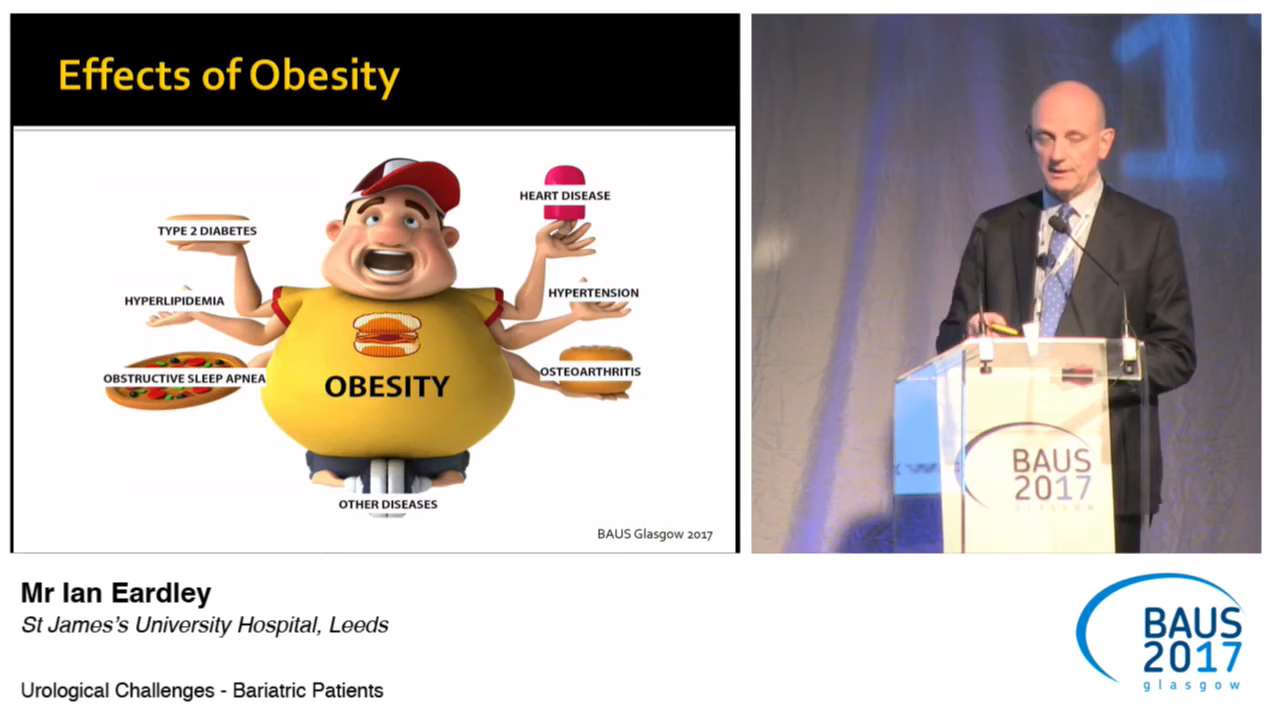 Effects of Obesity
HEART DISEASE
TYPE 2 DIABETES
HYPERLIPIDEMIA
HYPERTENSION
OBSTRUCTIVE SLEEP APNEA
OSTEOARTHRITIS
OBESITY
OTHER DISEASES
BAUS Glasgow 2017
1
BAUS
2017
GLASGOW
Mr Ian Eardley
St James's University Hospital, Leeds
Urological Challenges - Bariatric Patients
BAUS
2017
glasgow